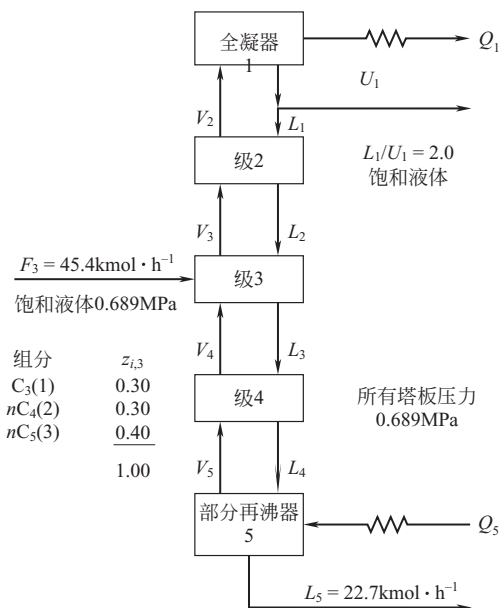 全凝器
1
Q₁
U₁
V₂
L₁
L₁/U₁ = 2.0
饱和液体
级2
V₃
L₂
F₃ = 45.4kmol · h⁻¹
级3
饱和液体0.689MPa
V₄
L₃
组分 z_{i,3}
C₃(1) 0.30
nC₄(2) 0.30
nC₅(3) 0.40
1.00
级4
所有塔板压力
0.689MPa
V₅
L₄
部分再沸器
5
Q₅
L₅ = 22.7kmol · h⁻¹